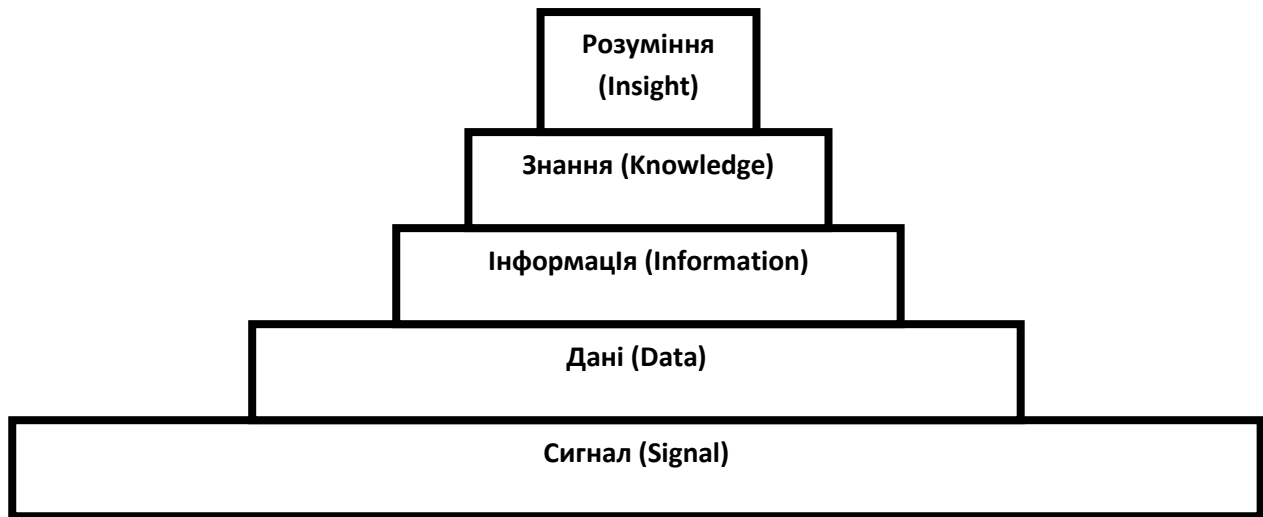 Розуміння
(Insight)
Знання (Knowledge)
ІнформацІя (Information)
Дані (Data)
Сигнал (Signal)